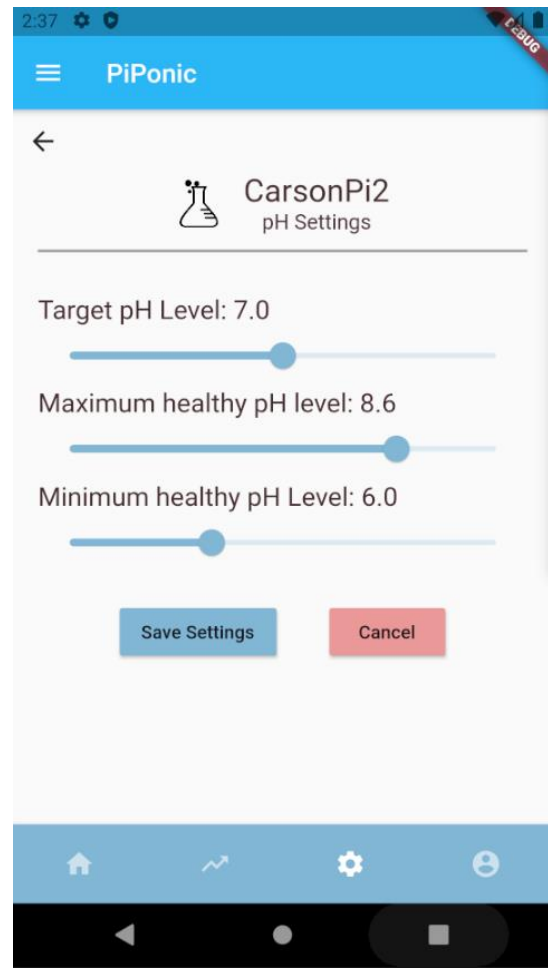 2:37
DEBUG
PiPonic
CarsonPi2
pH Settings
Target pH Level: 7.0
Maximum healthy pH level: 8.6
Minimum healthy pH Level: 6.0
Save Settings Cancel